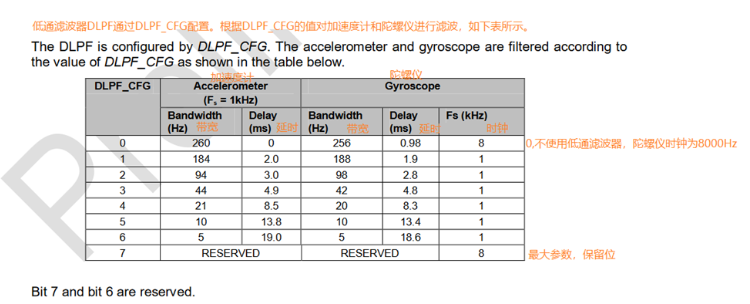 低通滤波器DLPF通过DLPF_CFG配置。根据DLPF_CFG的值对加速度计和陀螺仪进行滤波，如下表所示。
The DLPF is configured by DLPF_CFG. The accelerometer and gyroscope are filtered according to
the value of DLPF_CFG as shown in the table below.
加速度计 陀螺仪
DLPF_CFG Accelerometer Gyroscope
(Fs = 1kHz)
Bandwidth Delay Bandwidth Delay Fs (kHz)
(Hz) 带宽 (ms) 延时 (Hz) 带宽 (ms) 延时 时钟
0 260 0 256 0.98 8 0,不使用低通滤波器，陀螺仪时钟为8000Hz
1 184 2.0 188 1.9 1
2 94 3.0 98 2.8 1
3 44 4.9 42 4.8 1
4 21 8.5 20 8.3 1
5 10 13.8 10 13.4 1
6 5 19.0 5 18.6 1
7 RESERVED RESERVED 8 最大参数，保留位
Bit 7 and bit 6 are reserved.